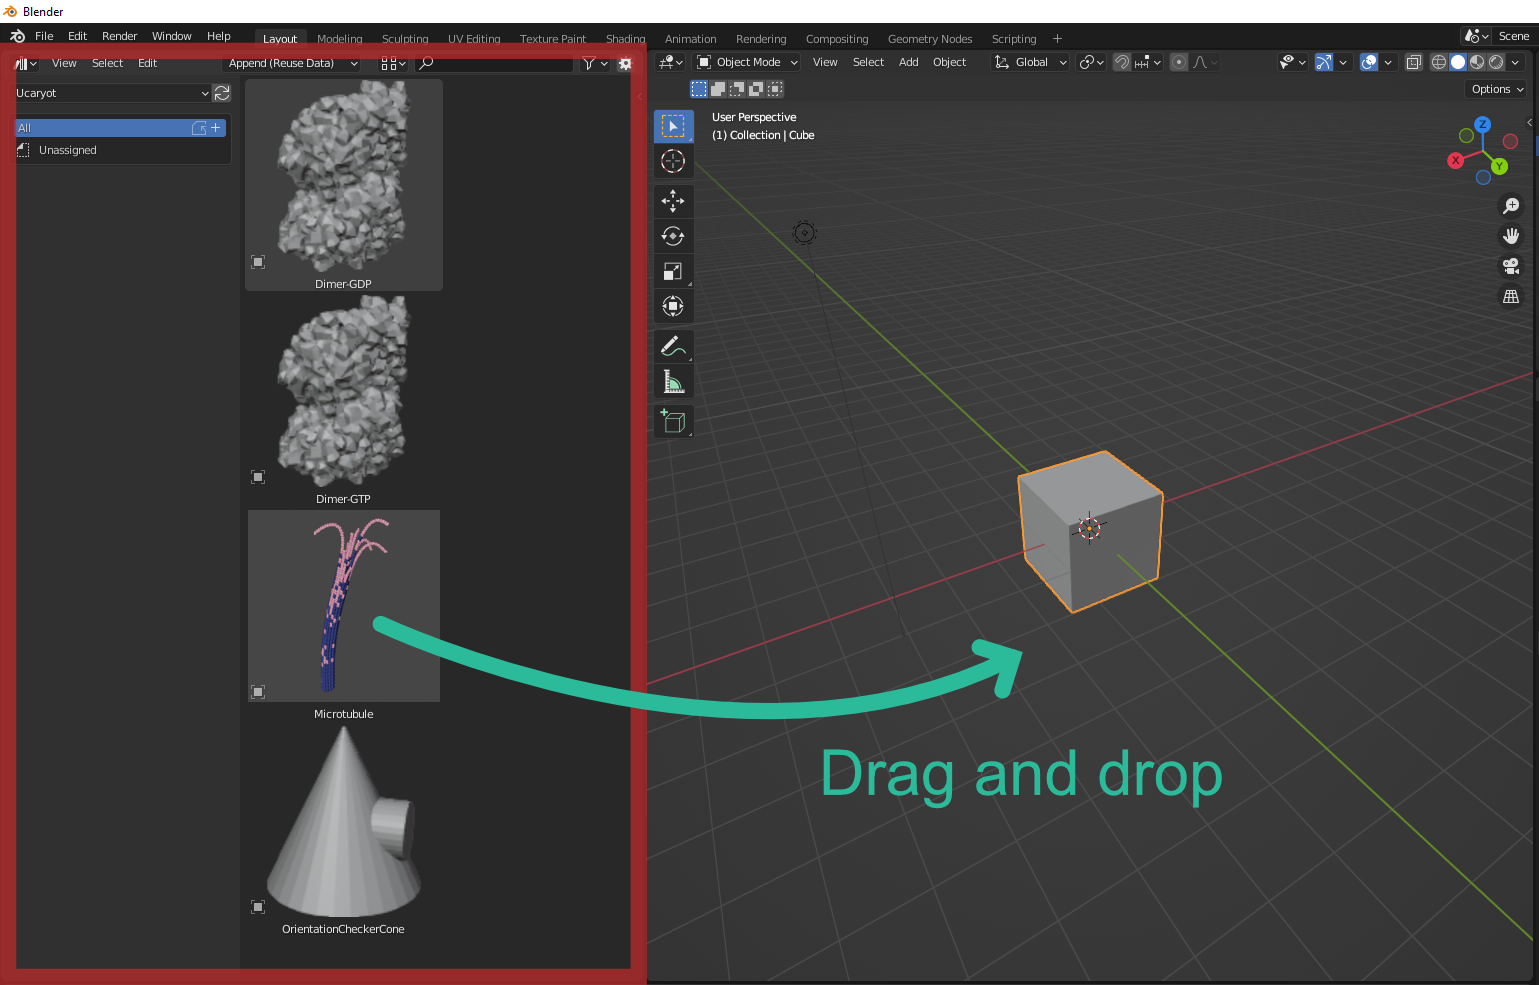 Blender
File Edit Render Window Help Layout Modeling Sculpting UV Editing Texture Paint Shading Animation Rendering Compositing Geometry Nodes Scripting + Scene
View Select Edit Append (Reuse Data)
Object Mode View Select Add Object Global
Options
Ucaryot
All
Unassigned
Dimer-GDP
Dimer-GTP
Microtubule
OrientationCheckerCone
User Perspective
(1) Collection | Cube
Z
X
Y
Drag and drop